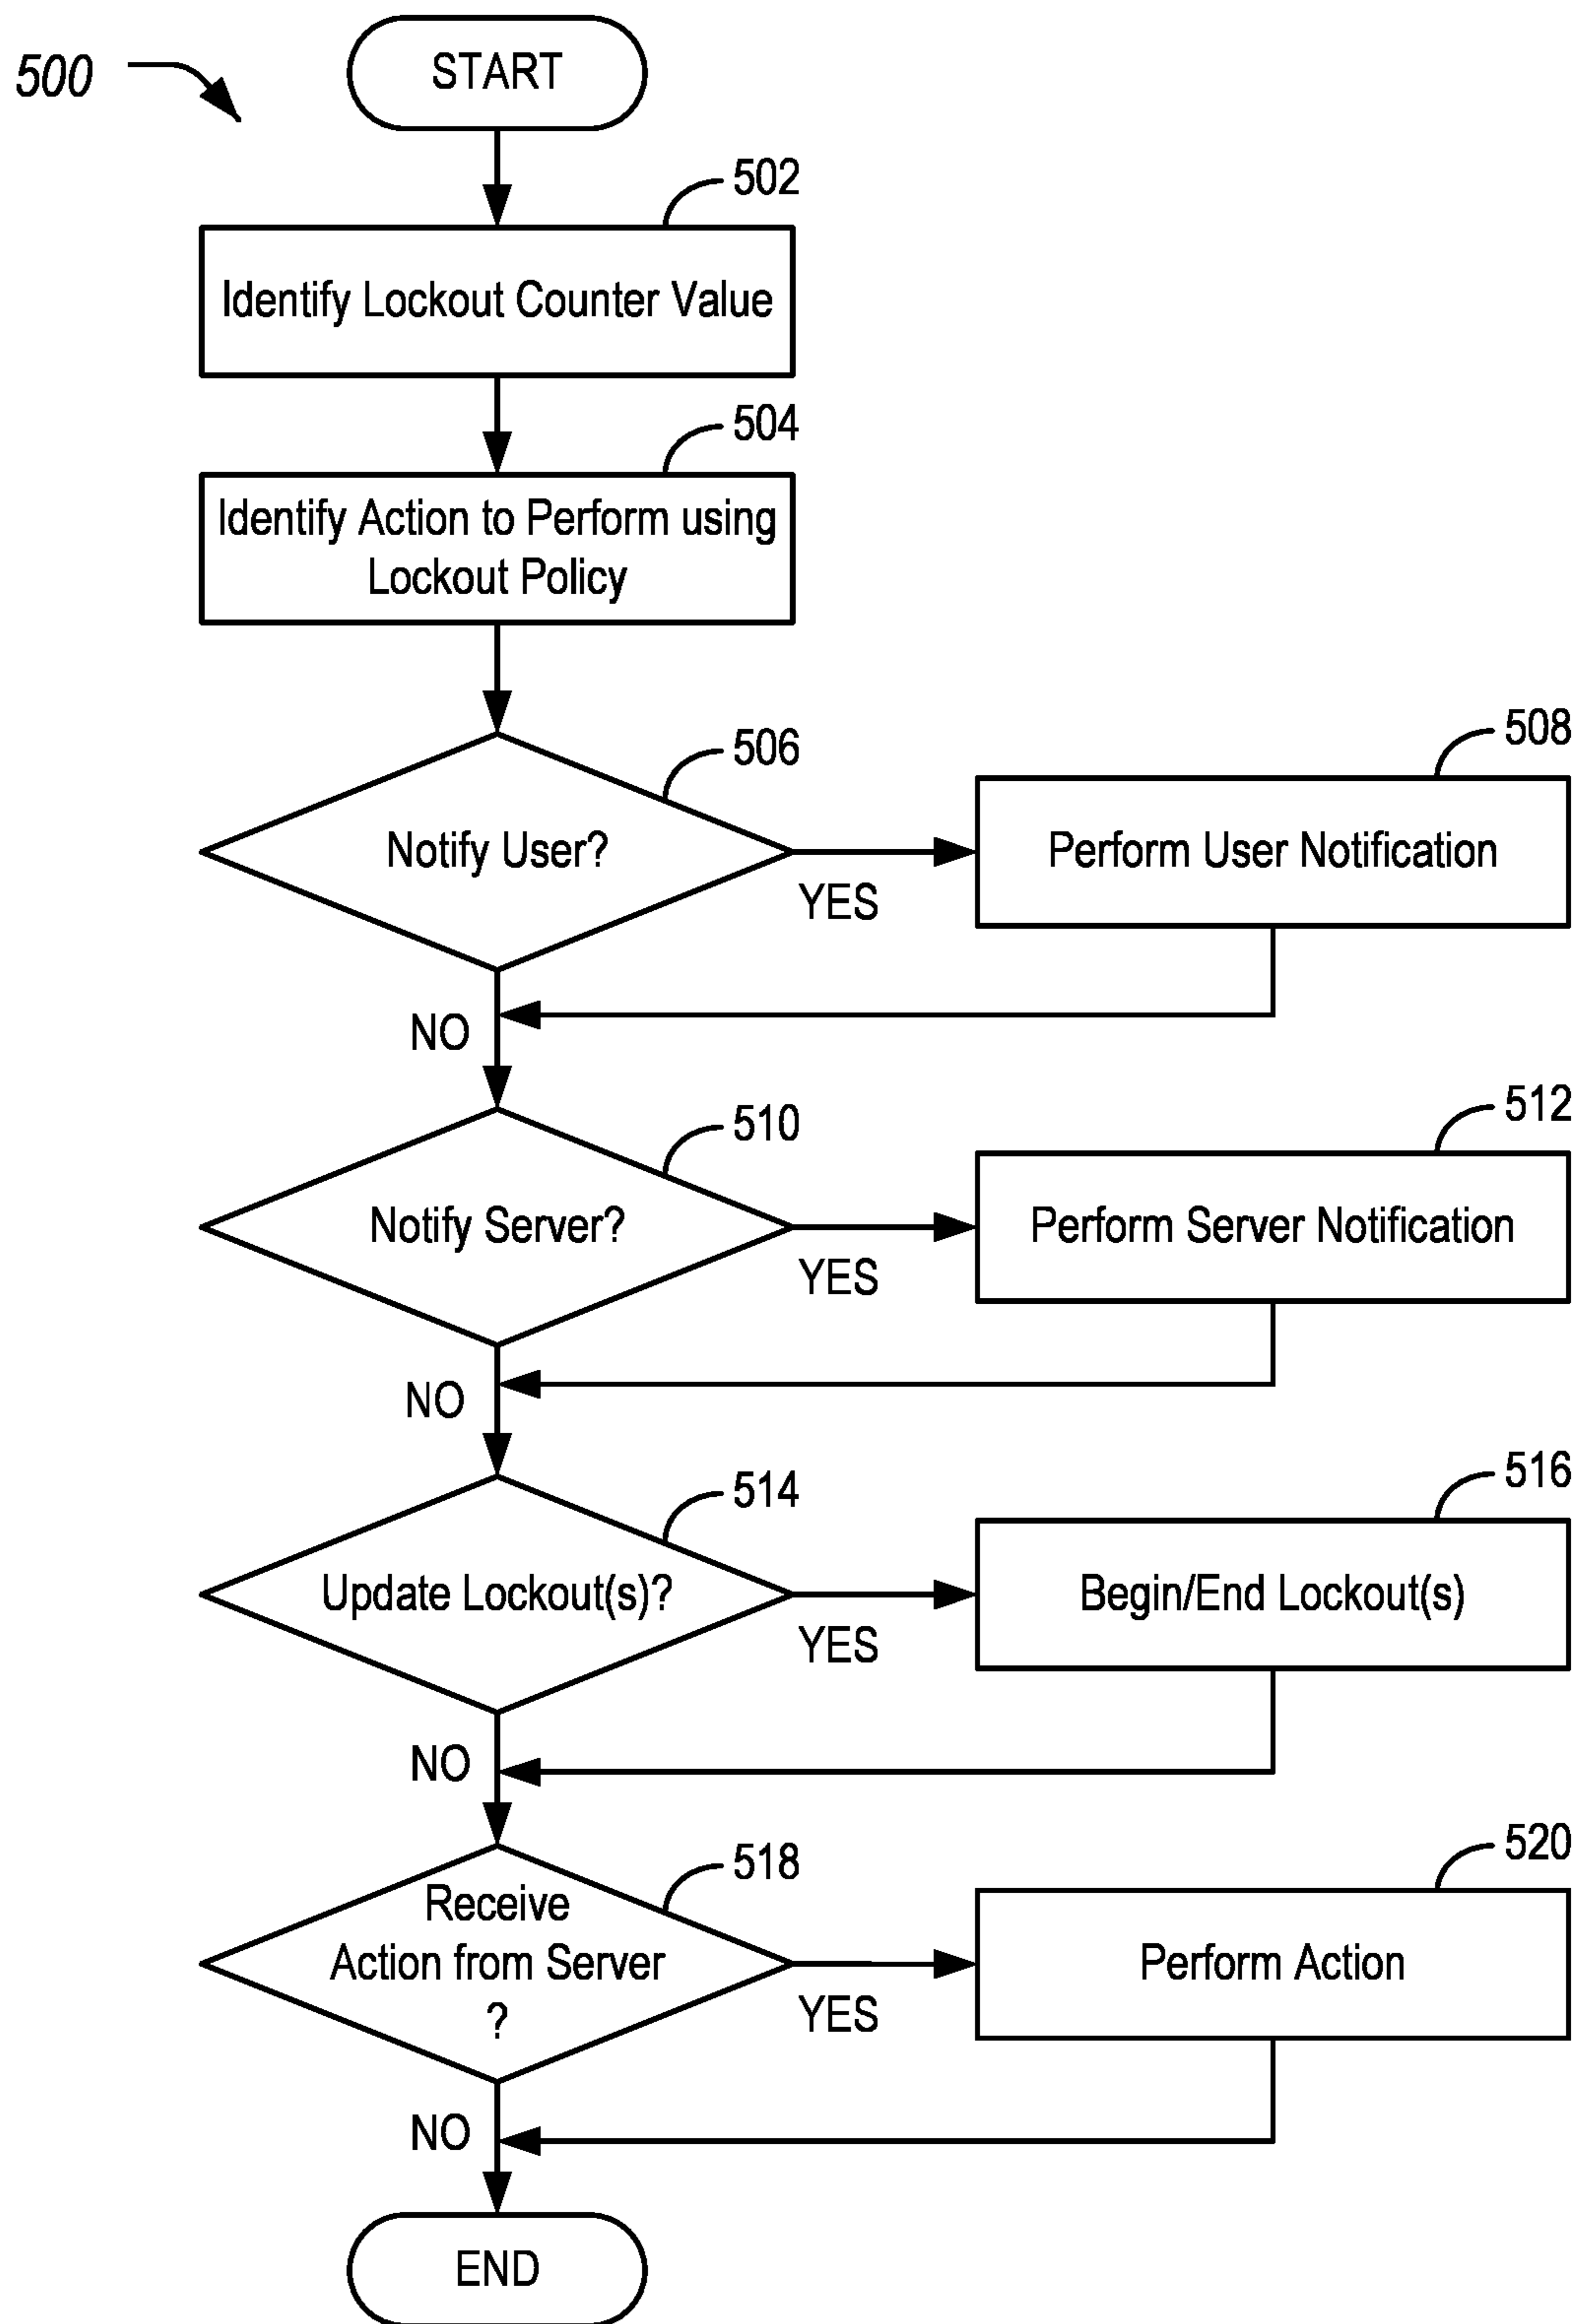 500
START
502
Identify Lockout Counter Value
504
Identify Action to Perform using
Lockout Policy
506
Notify User?
YES
508
Perform User Notification
NO
510
Notify Server?
YES
512
Perform Server Notification
NO
514
Update Lockout(s)?
YES
516
Begin/End Lockout(s)
NO
518
Receive
Action from Server
?
YES
520
Perform Action
NO
END